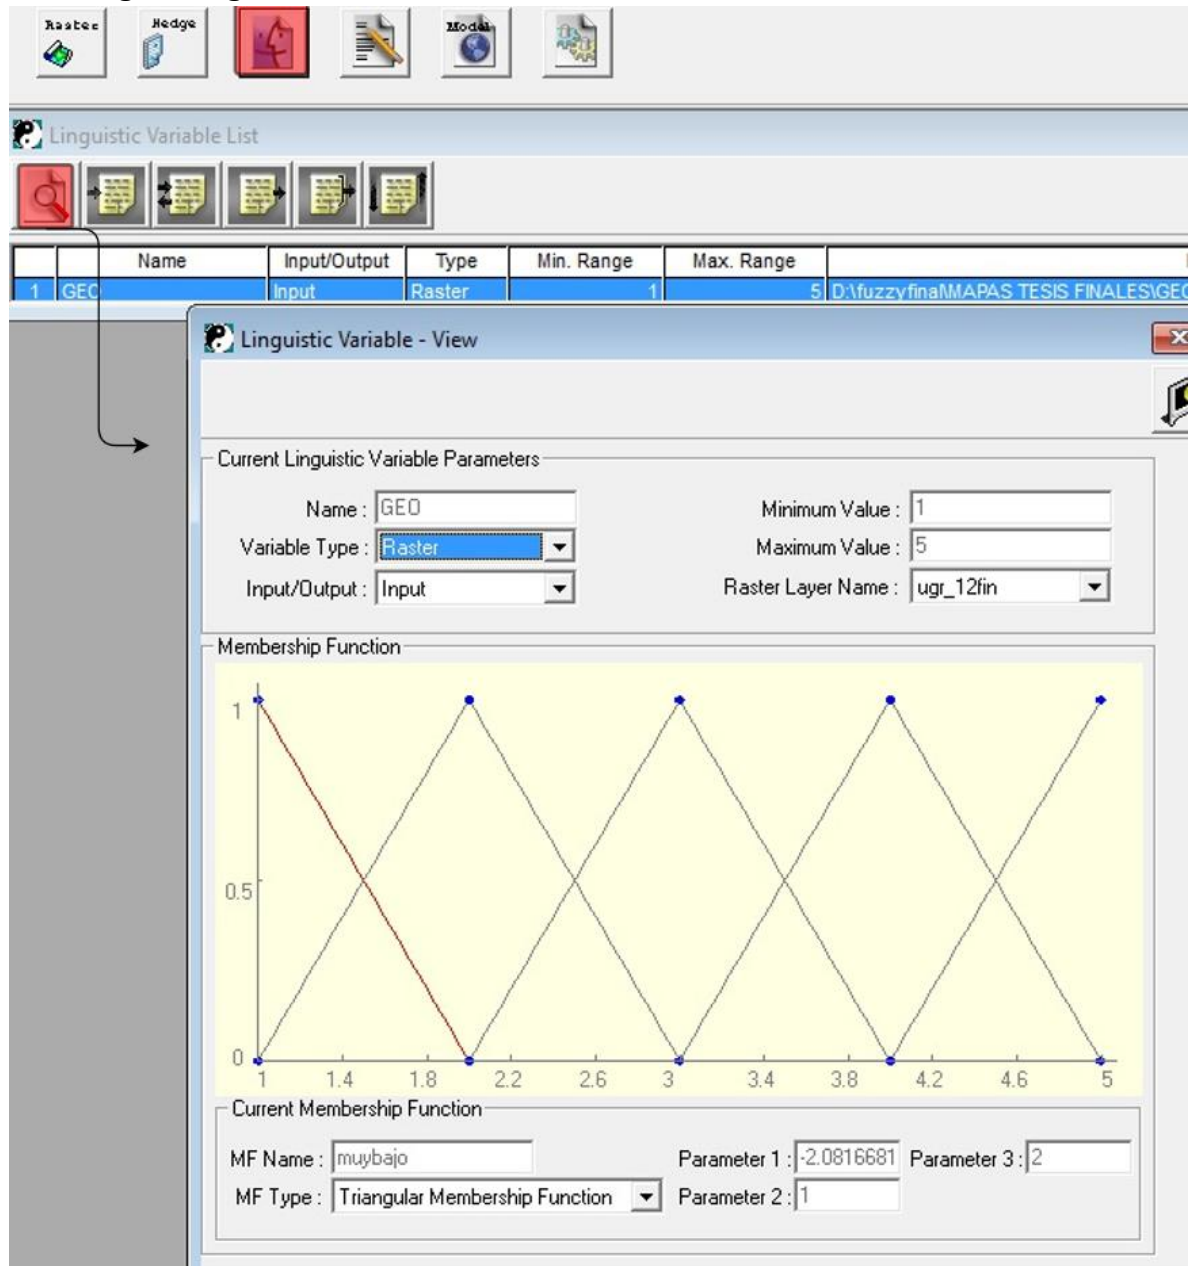 Raster Hedge Model
Linguistic Variable List
Name Input/Output Type Min. Range Max. Range
1 GEO Input Raster 1 5 D:\fuzzyfinal\MAPAS TESIS FINALES\GEO
Linguistic Variable - View
Current Linguistic Variable Parameters
Name : GEO Minimum Value : 1
Variable Type : Raster Maximum Value : 5
Input/Output : Input Raster Layer Name : ugr_12fin
Membership Function
1
0.5
0
1 1.4 1.8 2.2 2.6 3 3.4 3.8 4.2 4.6 5
Current Membership Function
MF Name : muybajo Parameter 1 : -2.0816681 Parameter 3 : 2
MF Type : Triangular Membership Function Parameter 2 : 1